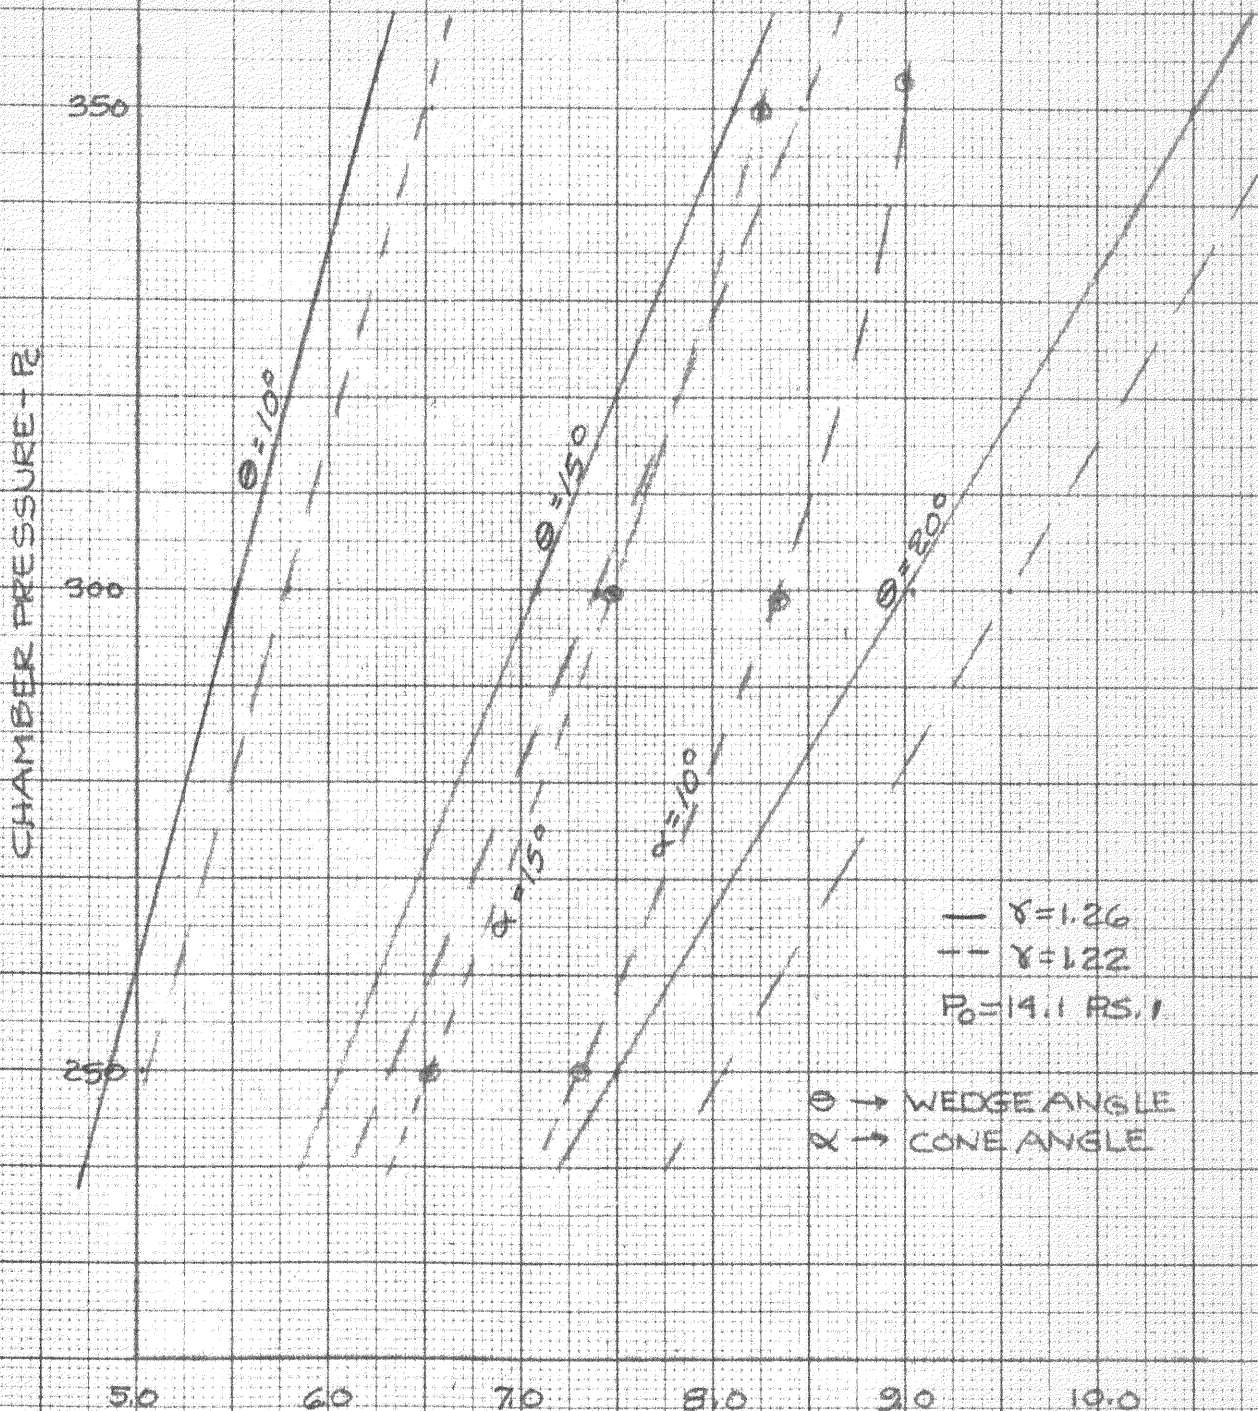 350
300
250
CHAMBER PRESSURE - Pc
θ = 10°
θ = 15°
θ = 20°
α = 15°
α = 10°
— γ = 1.26
-- γ = 1.22
P₀ = 14.1 PS.I
θ → WEDGE ANGLE
α → CONE ANGLE
5.0 6.0 7.0 8.0 9.0 10.0